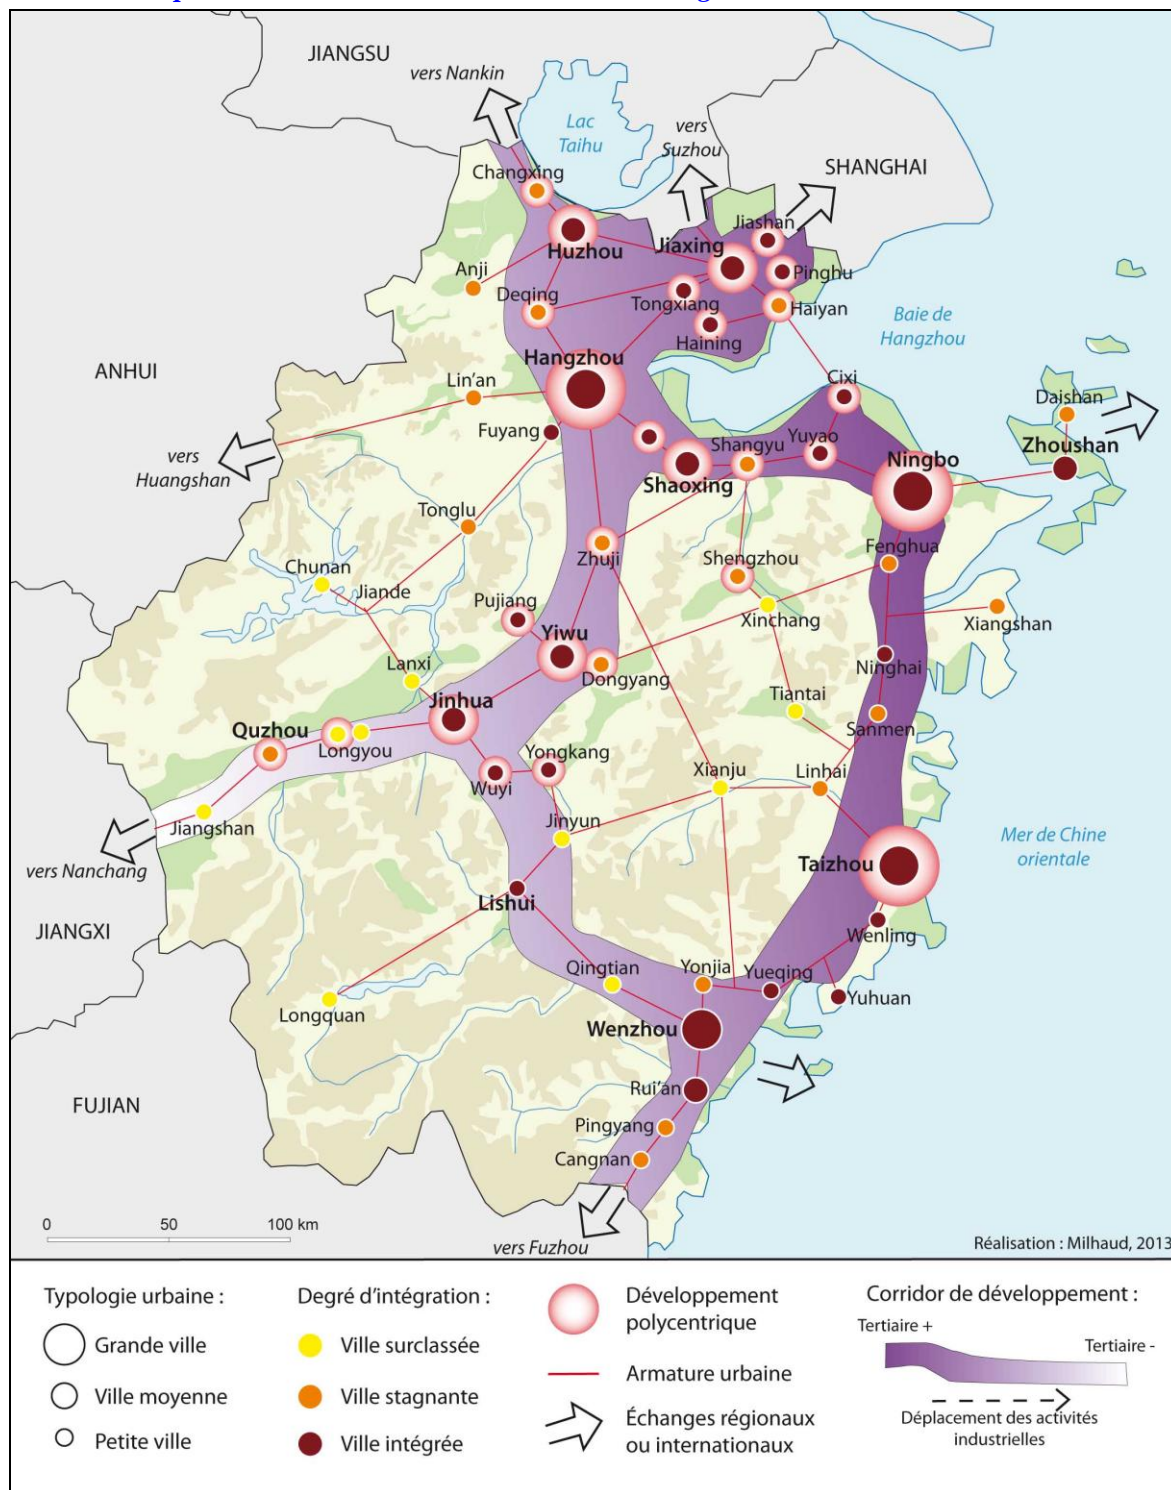 JIANGSU
vers Nankin
Lac
Taihu
vers
Suzhou
SHANGHAI
Changxing
Jiashan
Huzhou
Jiaxing
Pinghu
Anji
Deqing
Tongxiang
Haiyan
Haining
Baie de
Hangzhou
Hangzhou
ANHUI
Lin'an
Cixi
Daishan
Fuyang
Shangyu
Yuyao
Zhoushan
vers
Huangshan
Shaoxing
Ningbo
Tonglu
Zhuji
Shengzhou
Fenghua
Chunan
Jiande
Pujiang
Xinchang
Xiangshan
Yiwu
Lanxi
Dongyang
Ninghai
Jinhua
Tiantai
Quzhou
Sanmen
Longyou
Yongkang
Wuyi
Xianju
Linhai
Jiangshan
Jinyun
Mer de Chine
orientale
vers Nanchang
Taizhou
Lishui
JIANGXI
Wenling
Qingtian
Yonjia
Yueqing
Yuhuan
Longquan
Wenzhou
Rui'an
FUJIAN
Pingyang
Cangnan
0 50 100 km
vers Fuzhou
Réalisation : Milhaud, 2013
Typologie urbaine :
Grande ville
Ville moyenne
Petite ville
Degré d'intégration :
Ville surclassée
Ville stagnante
Ville intégrée
Développement
polycentrique
Armature urbaine
Échanges régionaux
ou internationaux
Corridor de développement :
Tertiaire +
Tertiaire -
Déplacement des activités
industrielles